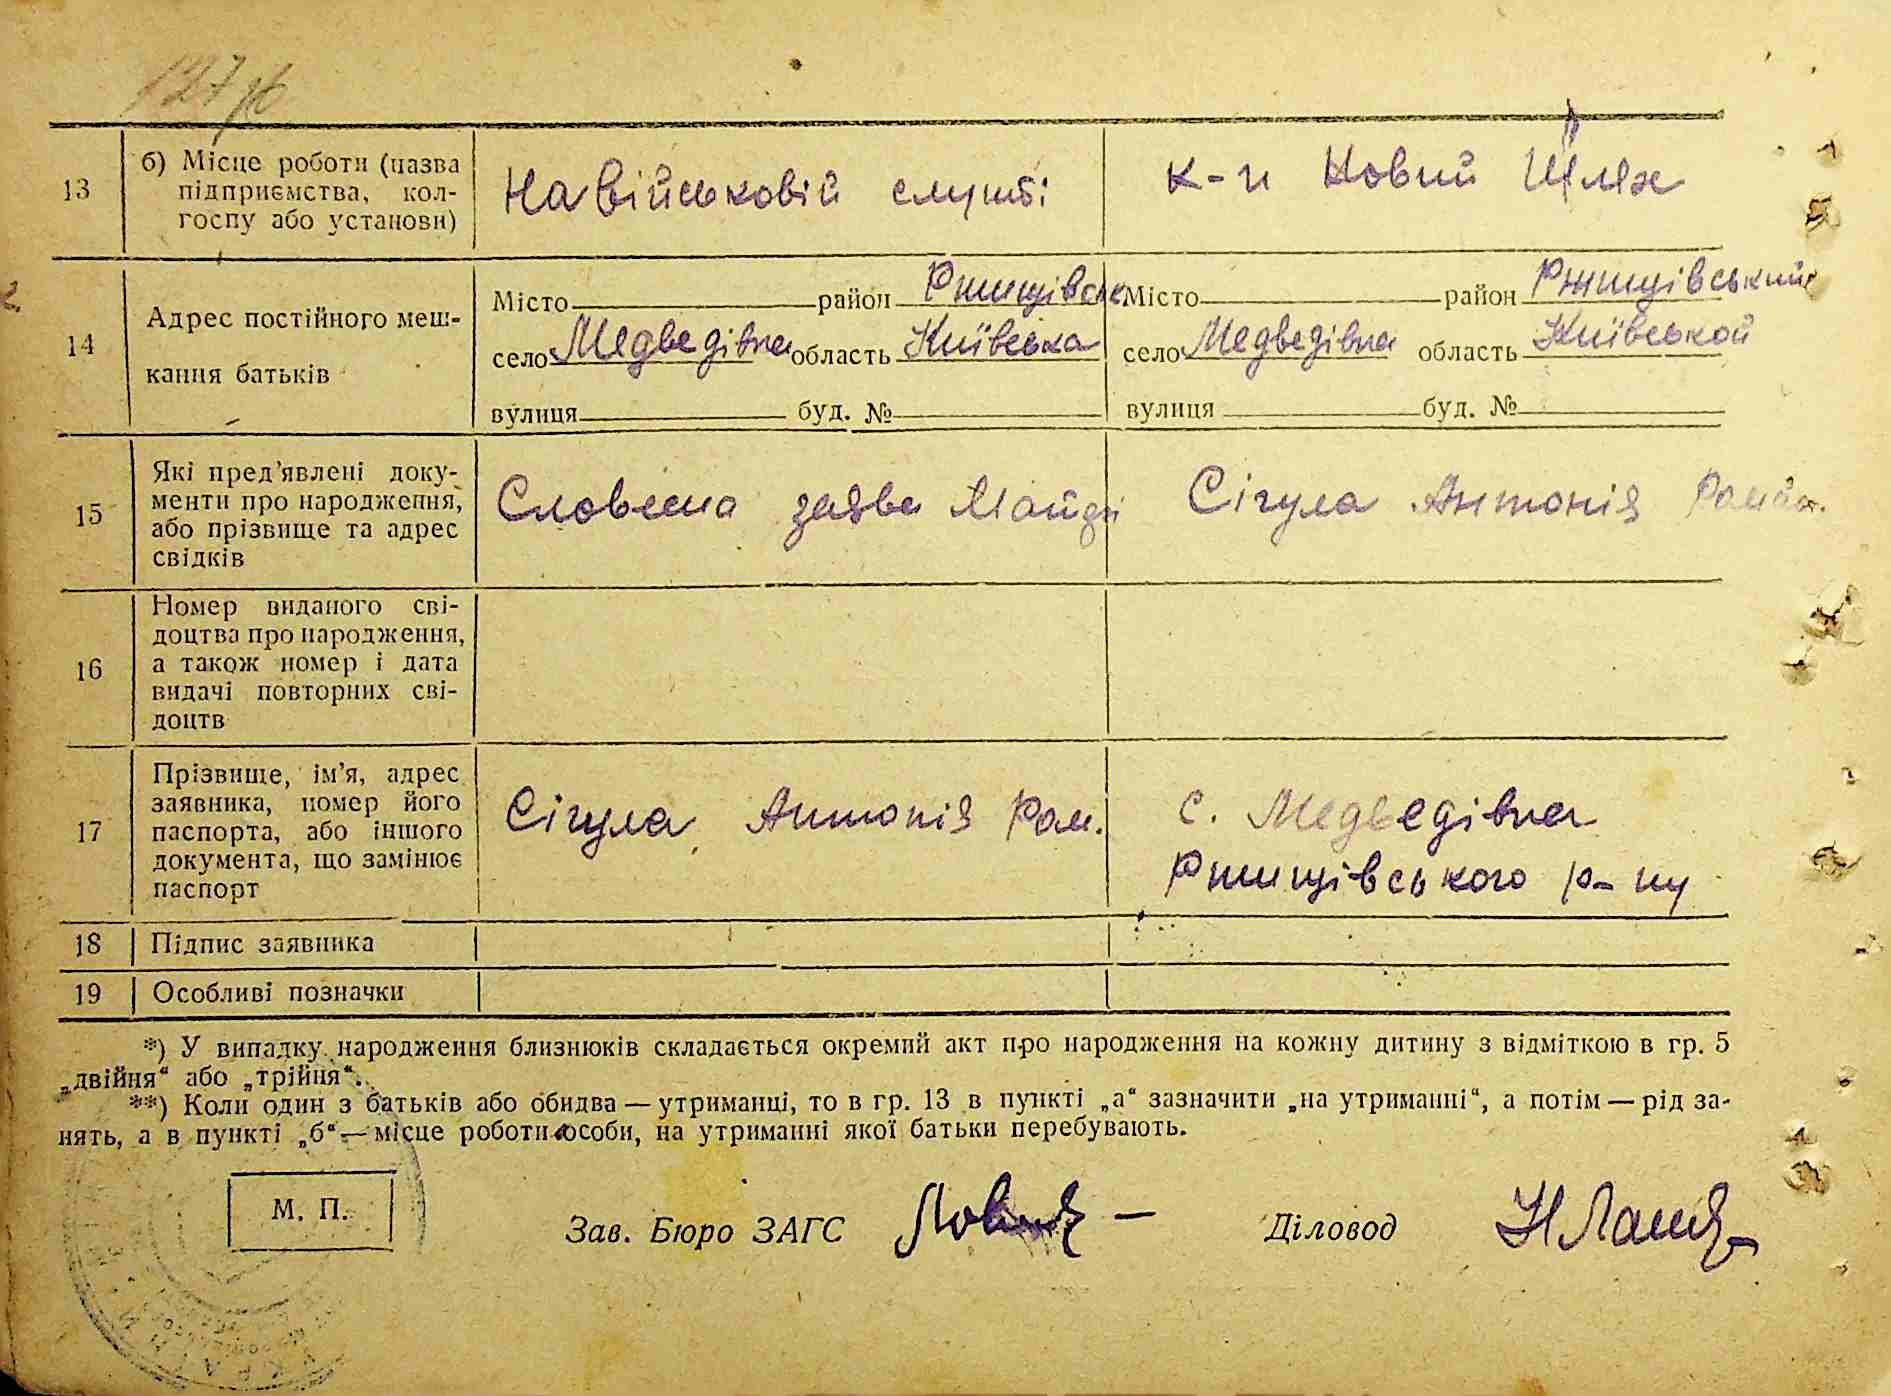 127
13 б) Місце роботи (назва підприємства, кол-
госпу або установи) На військовій службі к-п Новий Шлях
14 Адрес постійного меш-
кання батьків
Місто район Ржищівськ Місто район Ржищівський
село Медведівка область Київська село Медведівка область Київської
вулиця буд. № вулиця буд. №
15 Які пред'явлені доку-
менти про народження,
або прізвище та адрес
свідків
Словесна заява Сігула Антонія
16 Номер виданого сві-
доцтва про народження,
а також номер і дата
видачі повторних сві-
доцтв
17 Прізвище, ім'я, адрес
заявника, номер його
паспорта, або іншого
документа, що замінює
паспорт
Сігула Антонія Ром. с. Медведівка
Ржищівського р-ну
18 Підпис заявника
19 Особливі позначки
*) У випадку народження близнюків складається окремий акт про народження на кожну дитину з відміткою в гр. 5
„двійня“ або „трійня“.
**) Коли один з батьків або обидва — утриманці, то в гр. 13 в пункті „а“ зазначити „на утриманні“, а потім — рід за-
нять, а в пункті „б“ — місце роботи особи, на утриманні якої батьки перебувають.
М. П.
Зав. Бюро ЗАГС Діловод